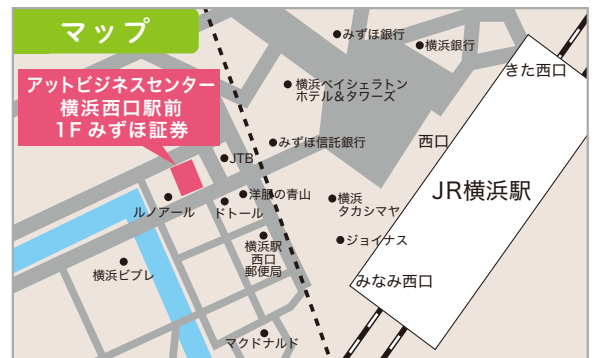 マップ
アットビジネスセンター
横浜西口駅前
1F みずほ証券
みずほ銀行
横浜銀行
きた西口
横浜ベイシェラトン
ホテル＆タワーズ
みずほ信託銀行
西口
JTB
JR横浜駅
洋服の青山
横浜
タカシマヤ
ルノアール
ドトール
ジョイナス
横浜駅
西口
郵便局
横浜ビブレ
みなみ西口
マクドナルド